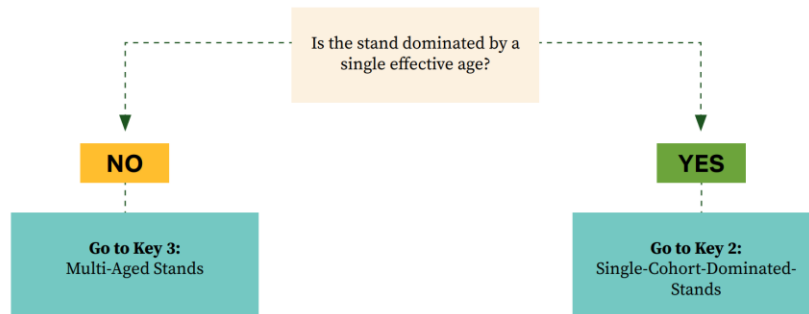 Is the stand dominated by a
single effective age?
NO
YES
Go to Key 3:
Multi-Aged Stands
Go to Key 2:
Single-Cohort-Dominated-
Stands